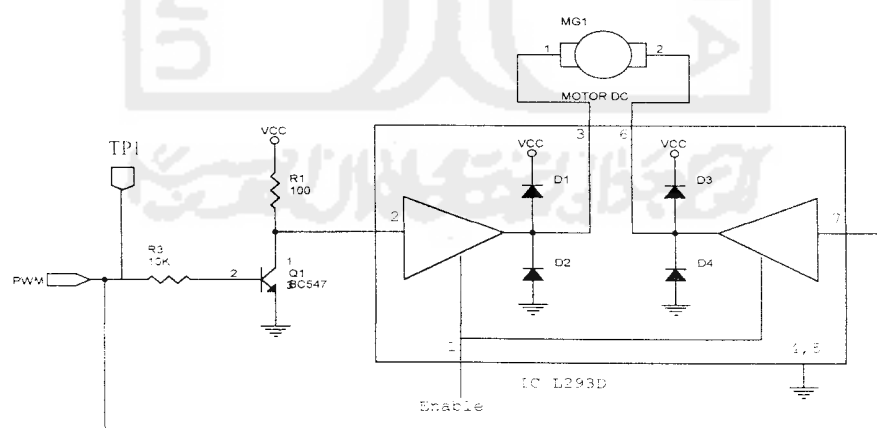 MG1
1
2
MOTOR DC
3
6
VCC
VCC
VCC
TP1
R1
100
D1
D3
2
7
R3
10K
PWM
2
1
Q1
BC547
3
D2
D4
1
4,5
IC L293D
Enable